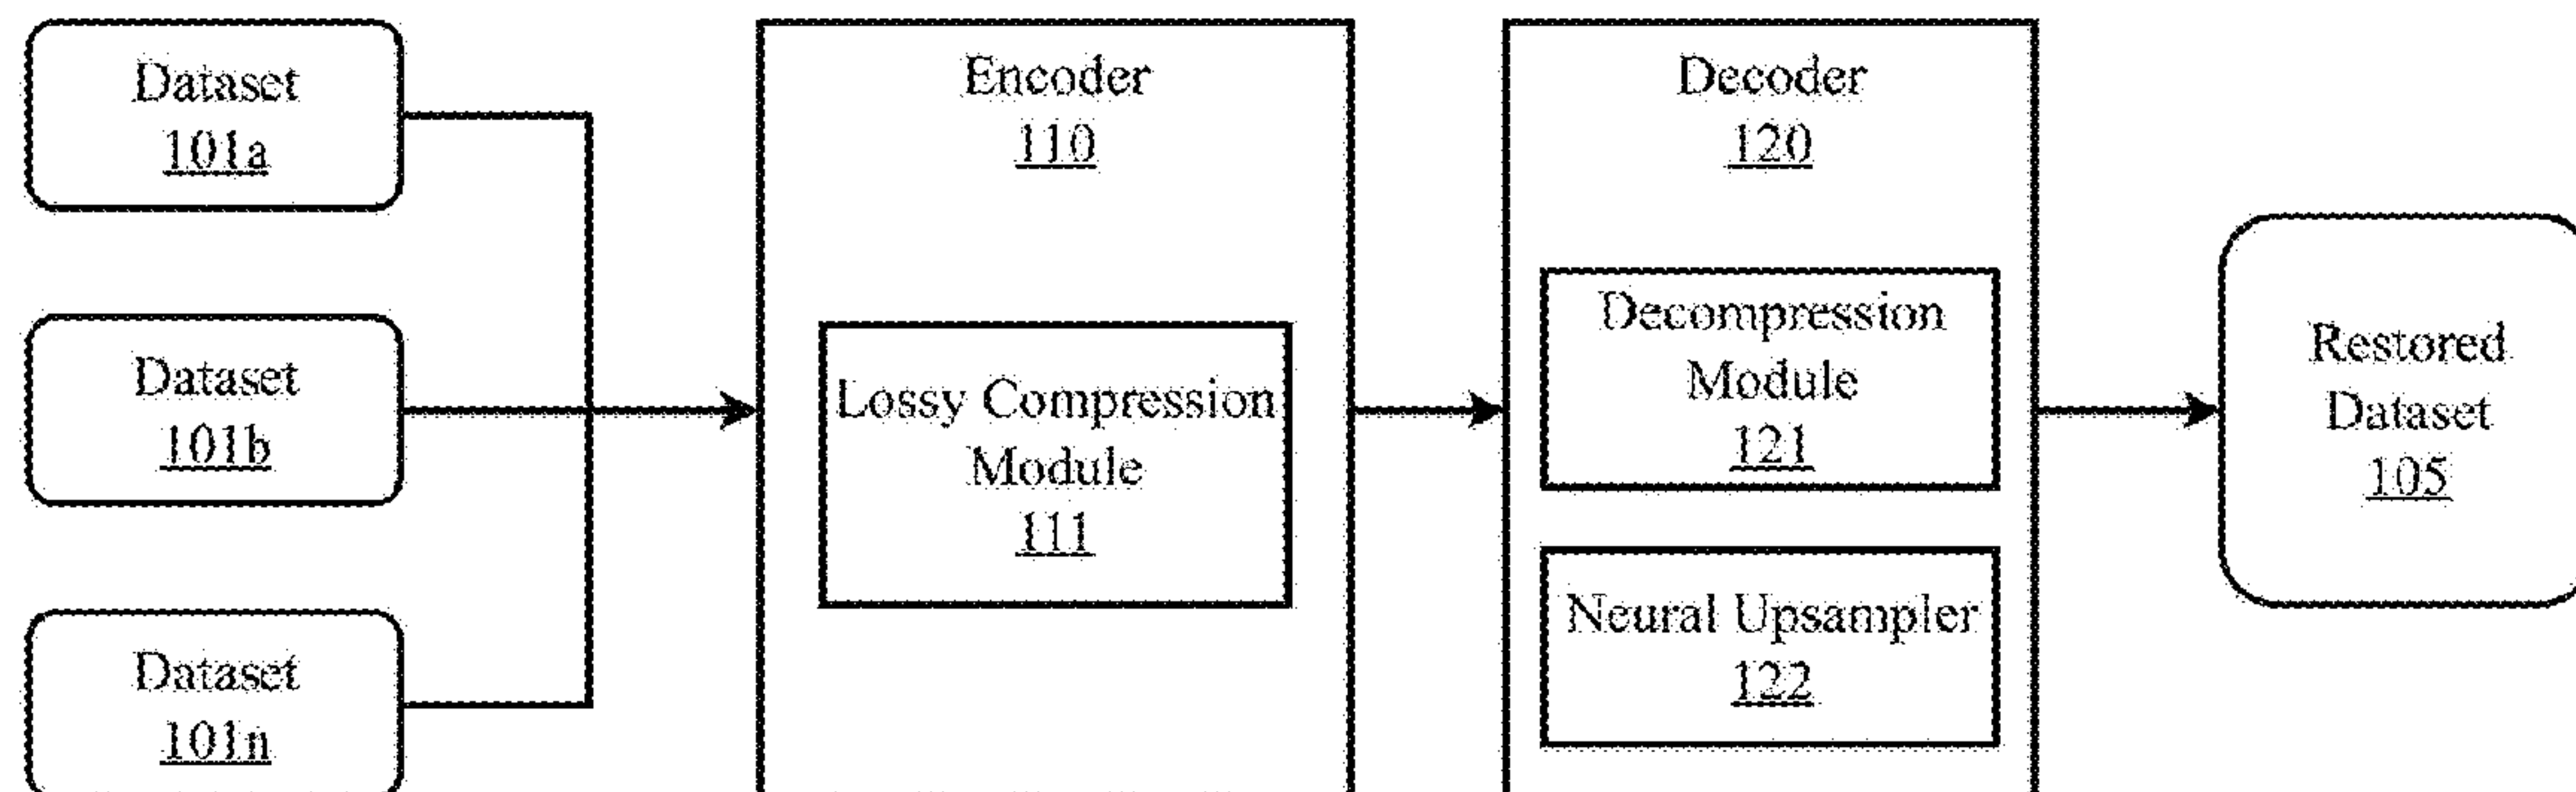 Dataset
101a
Dataset
101b
Dataset
101n
Encoder
110
Lossy Compression
Module
111
Decoder
120
Decompression
Module
121
Neural Upsampler
122
Restored
Dataset
105